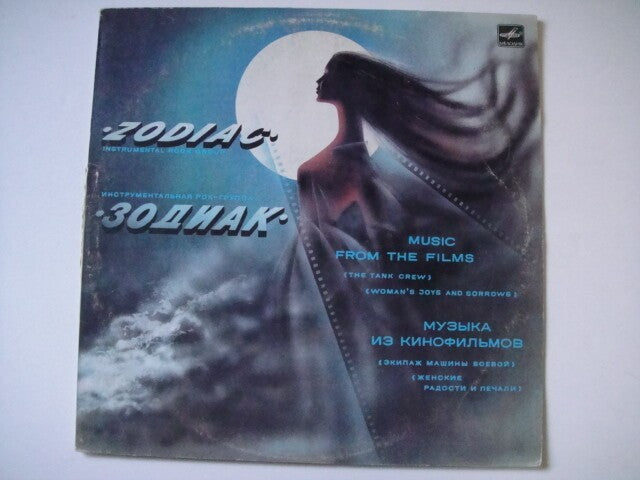 МЕЛОДИЯ
·ZODIAC·
INSTRUMENTAL ROCK GROUP
ИНСТРУМЕНТАЛЬНАЯ РОК-ГРУППА
·ЗОДИАК·
MUSIC
FROM THE FILMS
(THE TANK CREW)
(WOMAN'S JOYS AND SORROWS)
МУЗЫКА
ИЗ КИНОФИЛЬМОВ
(ЭКИПАЖ МАШИНЫ БОЕВОЙ)
(ЖЕНСКИЕ
РАДОСТИ И ПЕЧАЛИ)